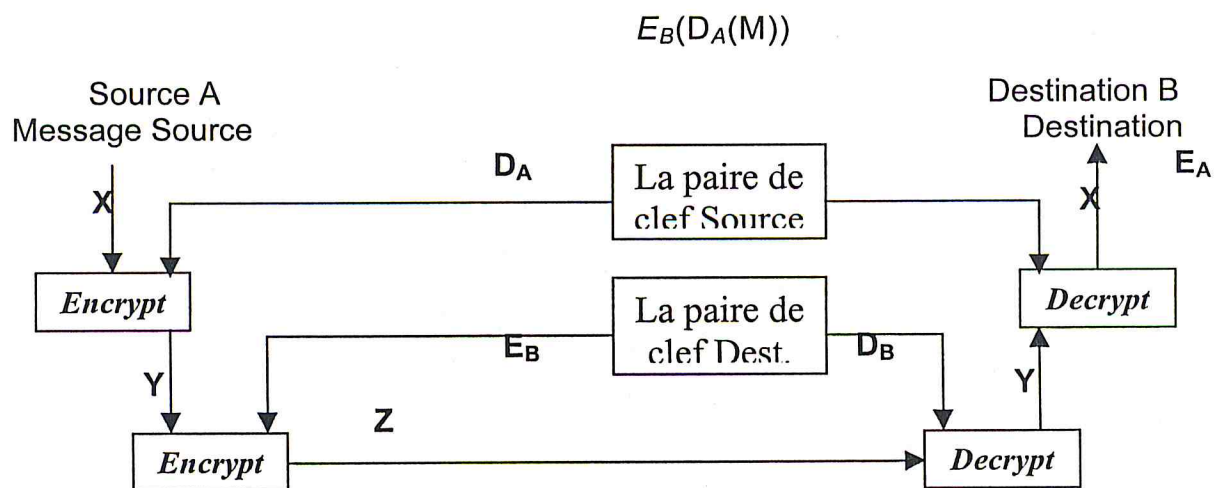 E_B(D_A(M))
Source A
Message Source
Destination B
Destination
D_A
La paire de
clef Source
E_A
X
X
Encrypt
Decrypt
La paire de
clef Dest.
E_B
D_B
Y
Y
Z
Encrypt
Decrypt